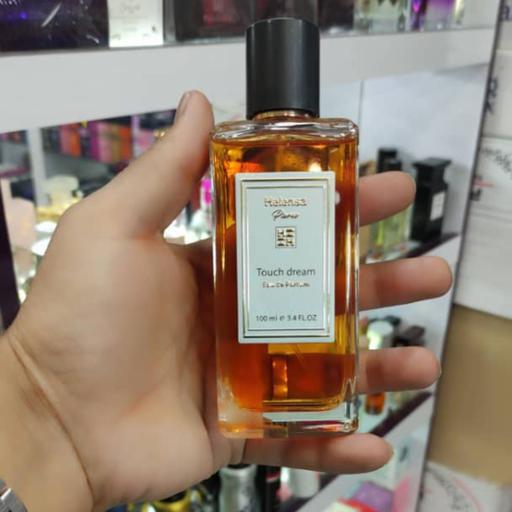 Helensa
Paris
Touch dream
Eau de Parfum
100 ml e 3.4 FL.OZ